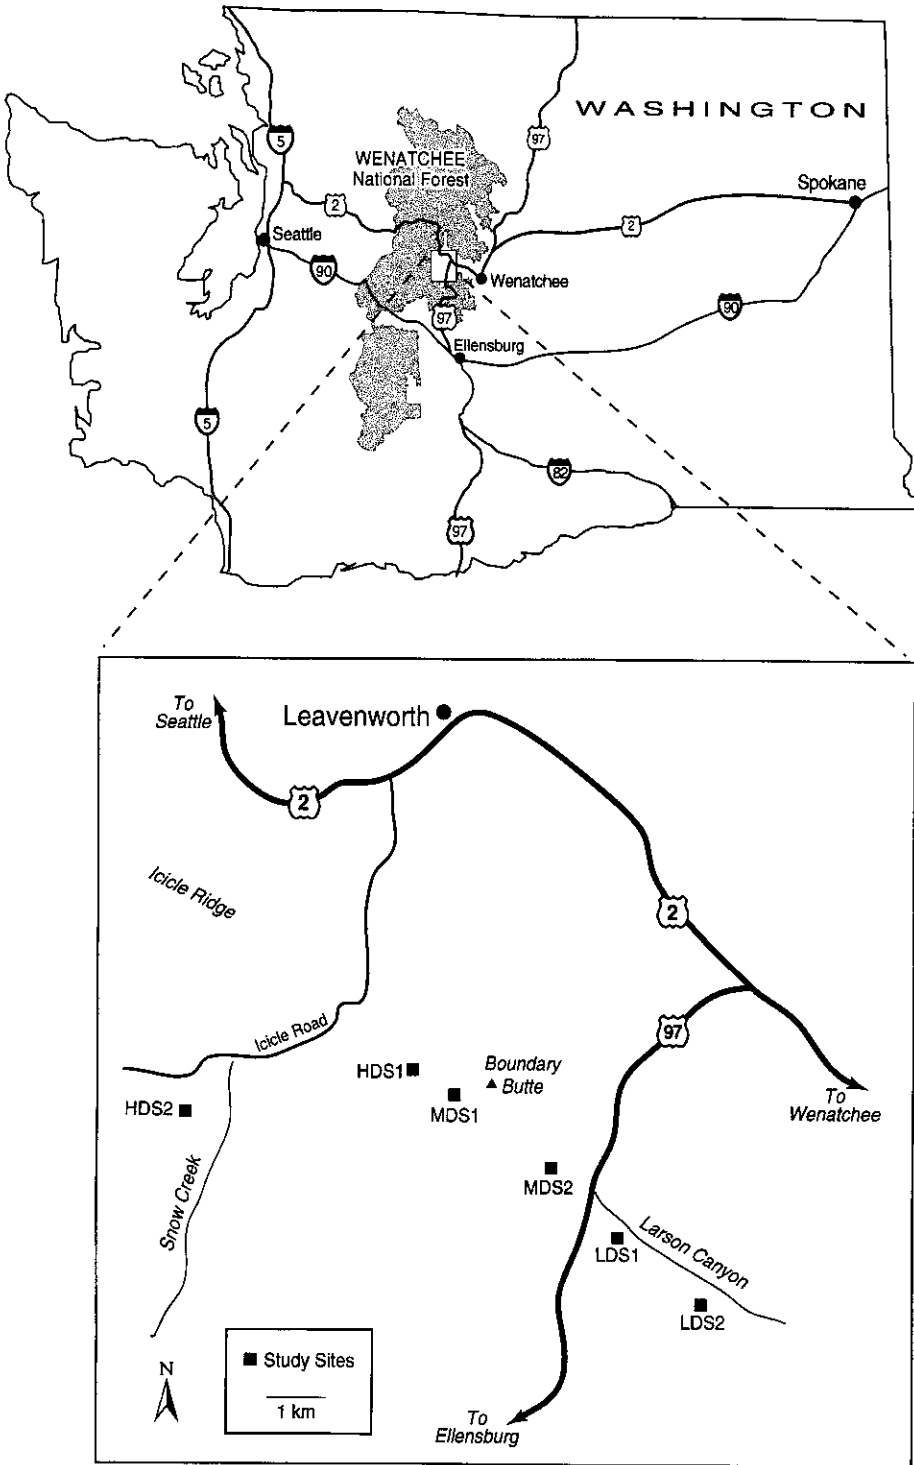 WASHINGTON
5
97
WENATCHEE
National Forest
2
Spokane
2
Seattle
90
Wenatchee
90
97
Ellensburg
5
82
97
To
Seattle
Leavenworth
2
Icicle Ridge
2
Icicle Road
97
HDS1
Boundary
Butte
HDS2
MDS1
To
Wenatchee
Snow Creek
MDS2
Larson Canyon
LDS1
LDS2
N
Study Sites
1 km
To
Ellensburg